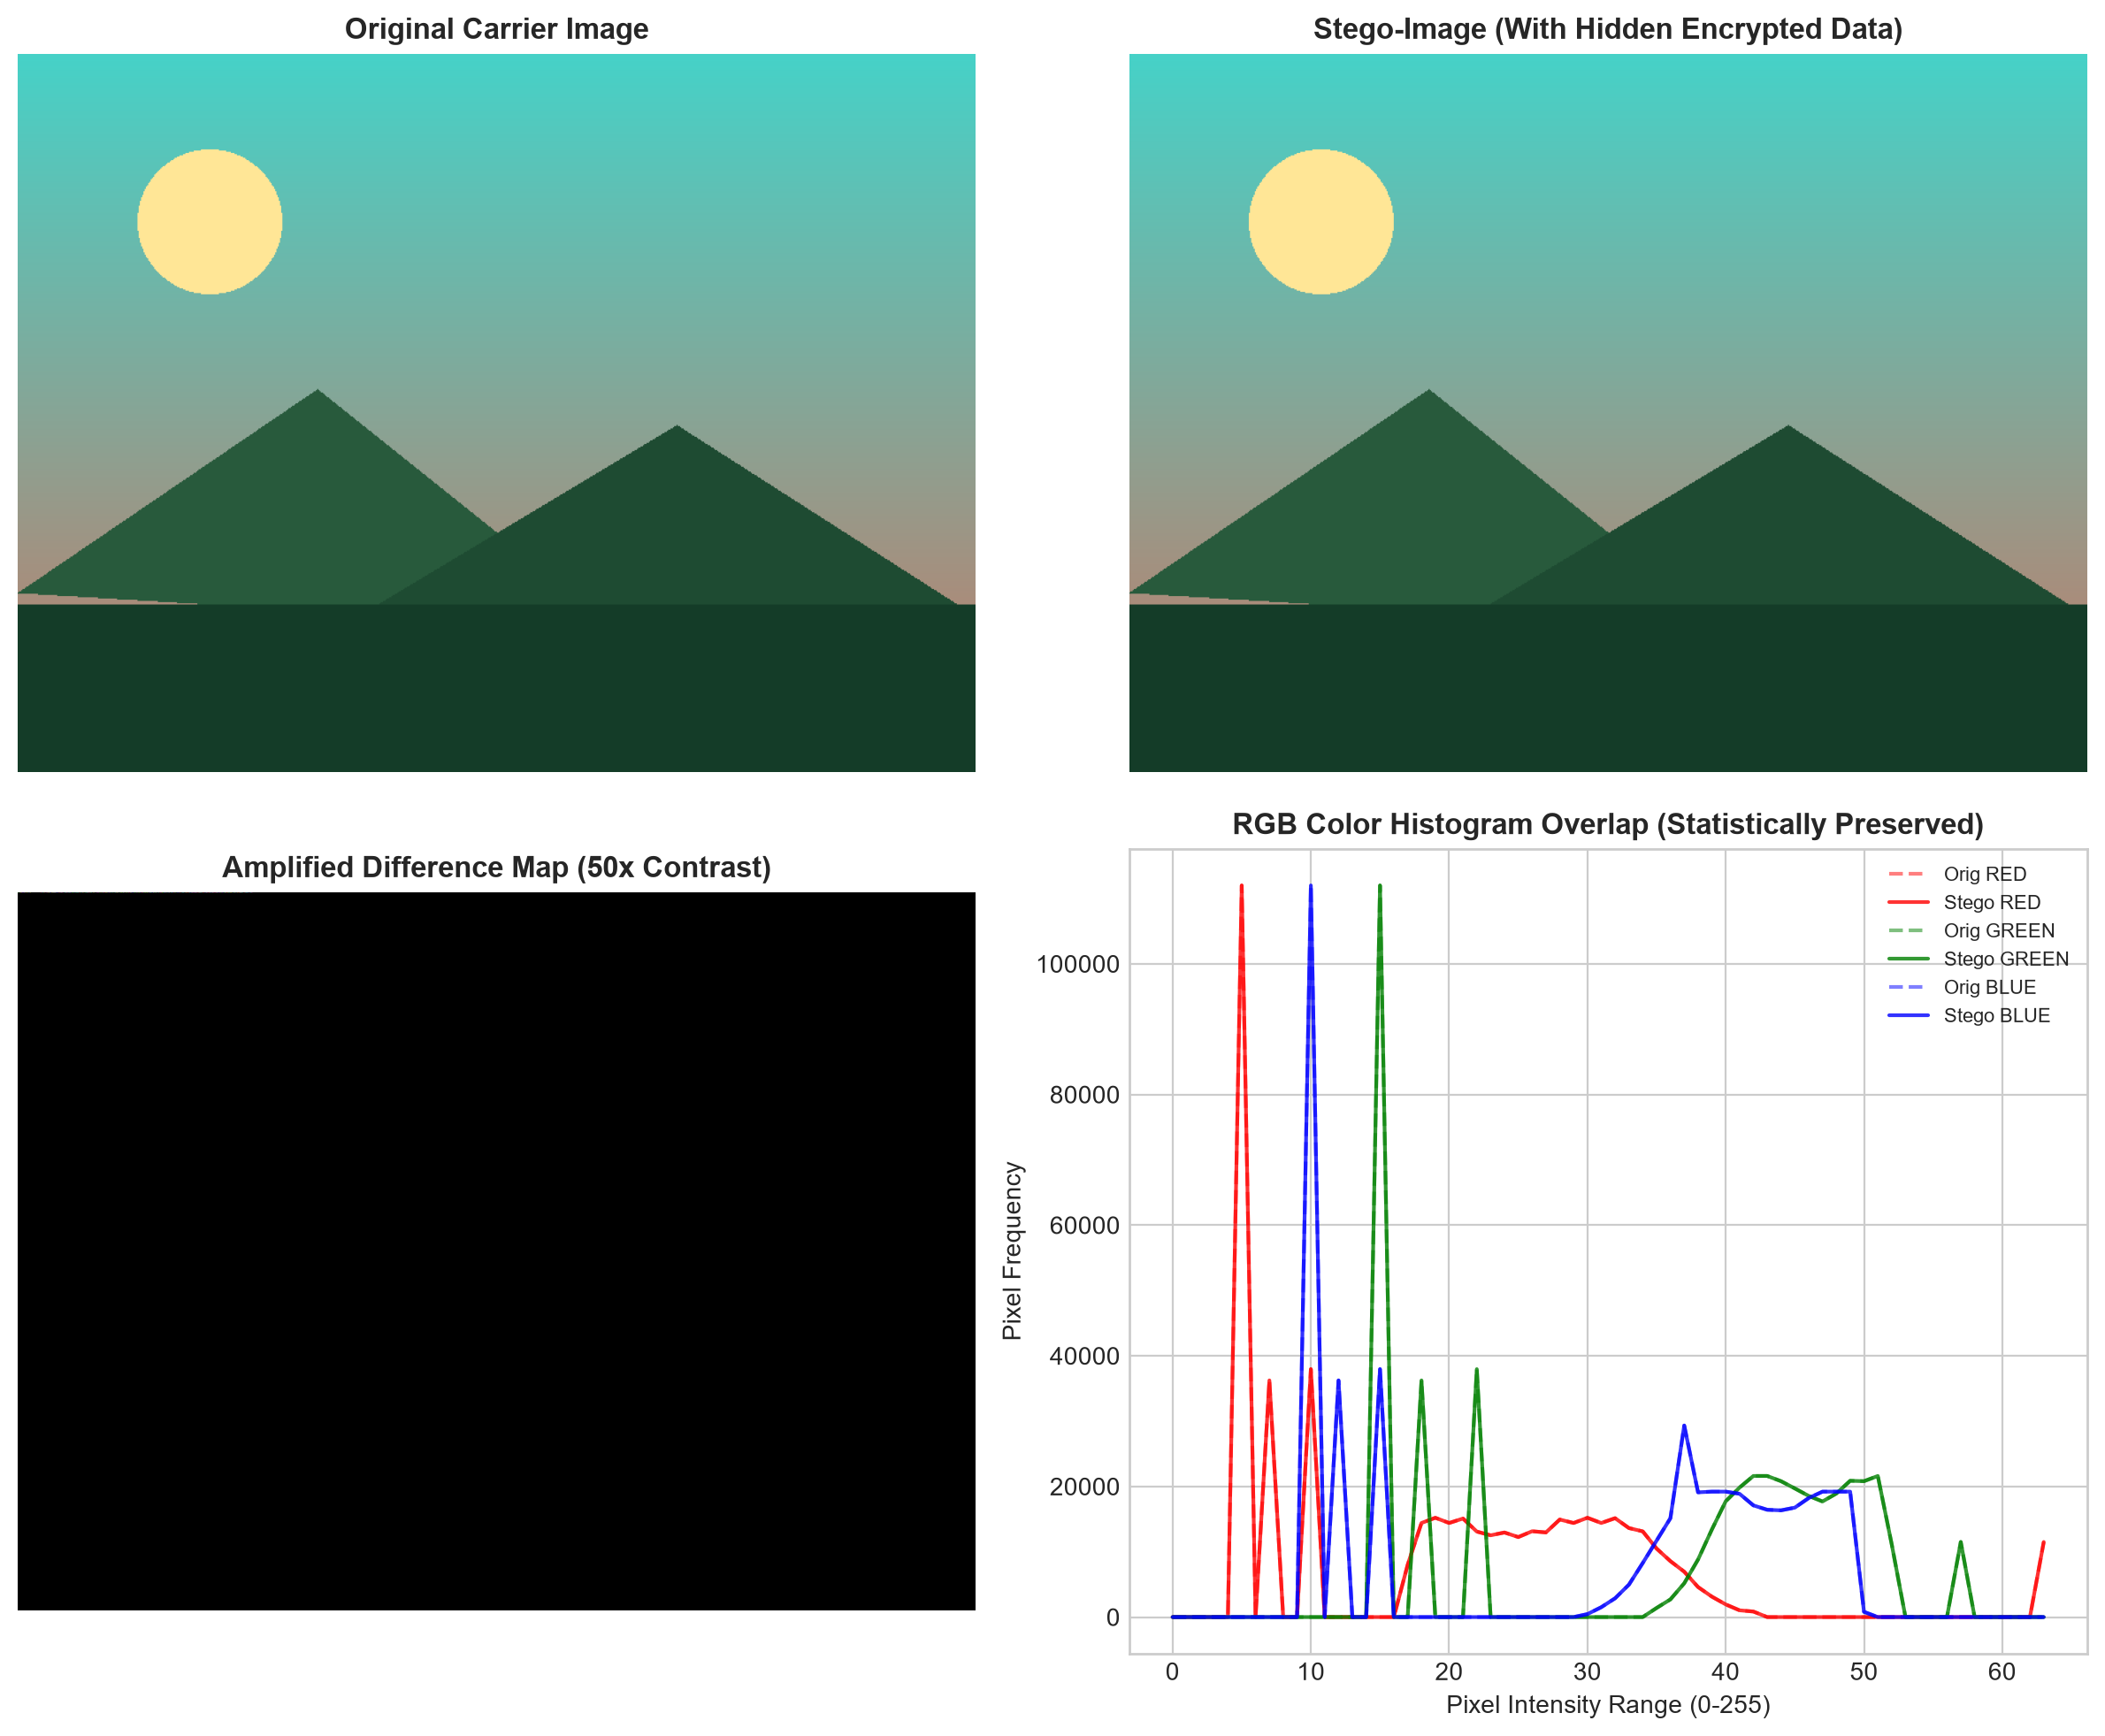 Original Carrier Image
Stego-Image (With Hidden Encrypted Data)
Amplified Difference Map (50x Contrast)
RGB Color Histogram Overlap (Statistically Preserved)
Orig RED
Stego RED
Orig GREEN
Stego GREEN
Orig BLUE
Stego BLUE
100000
80000
60000
40000
20000
0
Pixel Frequency
0 10 20 30 40 50 60
Pixel Intensity Range (0-255)